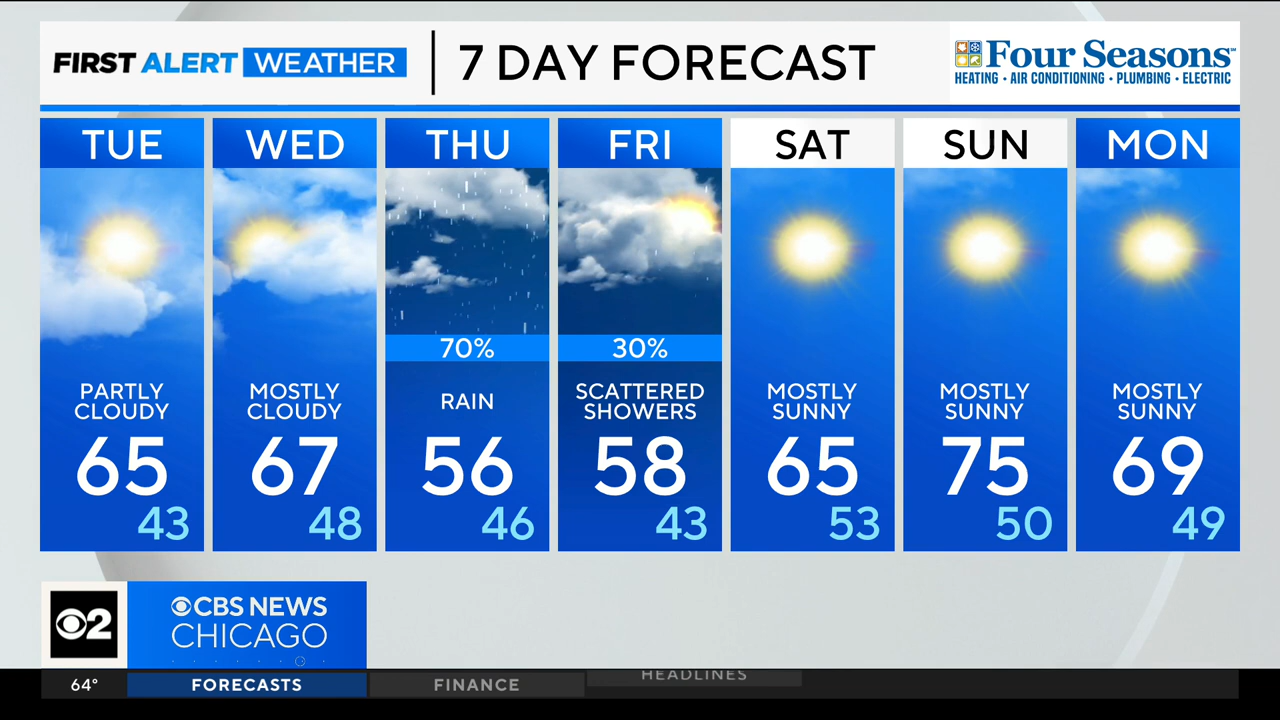 FIRST ALERT WEATHER
7 DAY FORECAST
Four Seasons℠
HEATING • AIR CONDITIONING • PLUMBING • ELECTRIC
TUE
WED
THU
FRI
SAT
SUN
MON
70%
30%
PARTLY
CLOUDY
MOSTLY
CLOUDY
RAIN
SCATTERED
SHOWERS
MOSTLY
SUNNY
MOSTLY
SUNNY
MOSTLY
SUNNY
65
67
56
58
65
75
69
43
48
46
43
53
50
49
2
CBS NEWS
CHICAGO
64°
FORECASTS
FINANCE
HEADLINES